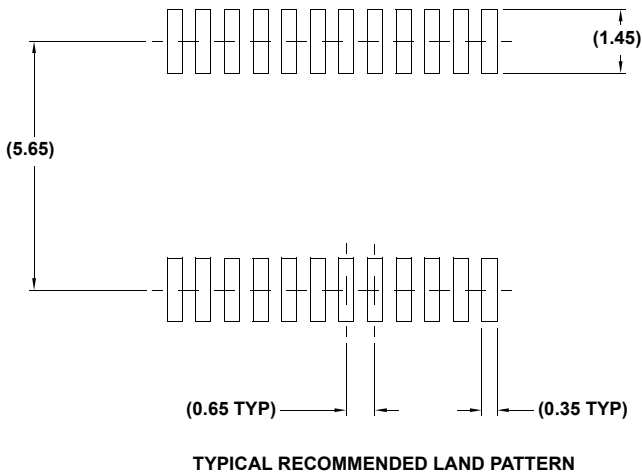 (1.45)
(5.65)
(0.65 TYP)
(0.35 TYP)
TYPICAL RECOMMENDED LAND PATTERN